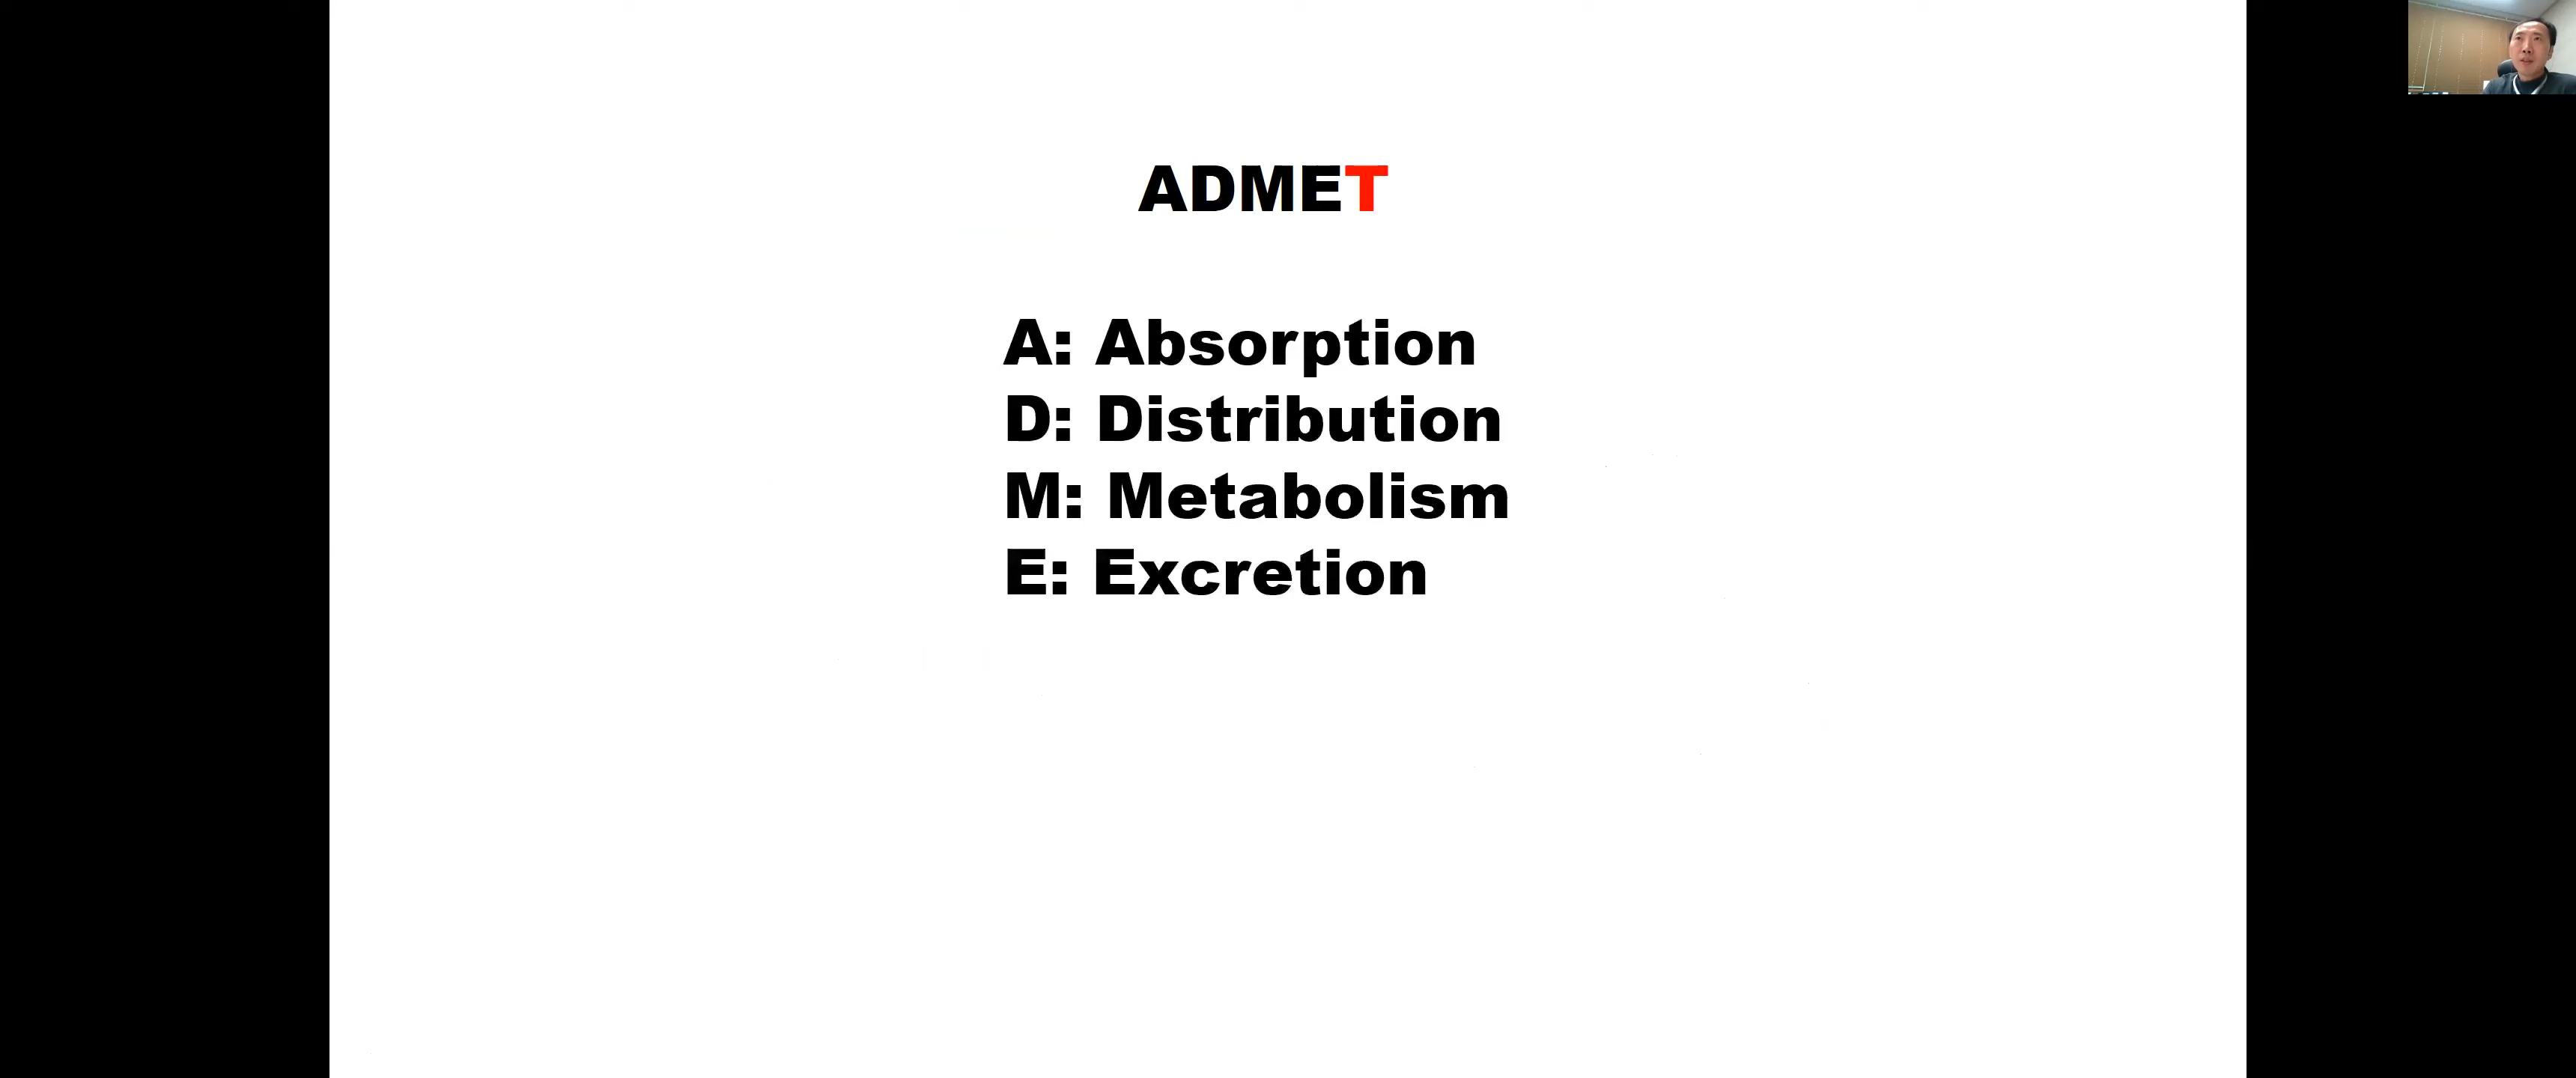 ADMET
A: Absorption
D: Distribution
M: Metabolism
E: Excretion